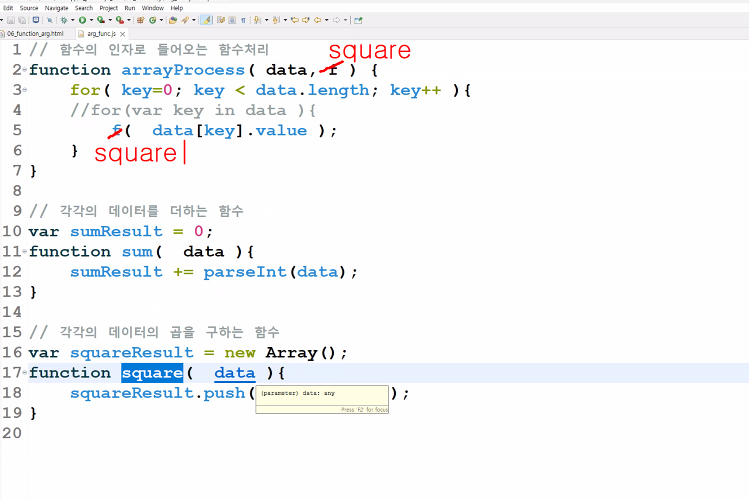 Edit Source Navigate Search Project Run Window Help
06_function_arg.html arg_func.js
square
1 // 함수의 인자로 들어오는 함수처리
2 function arrayProcess( data, f ) {
3 for( key=0; key < data.length; key++ ){
4 //for(var key in data ){
5 f( data[key].value );
6 }
square
7 }
8
9 // 각각의 데이터를 더하는 함수
10 var sumResult = 0;
11 function sum( data ){
12 sumResult += parseInt(data);
13 }
14
15 // 각각의 데이터의 곱을 구하는 함수
16 var squareResult = new Array();
17 function square( data ){
18 squareResult.push( );
(parameter) data: any
Press 'F2' for focus
19 }
20